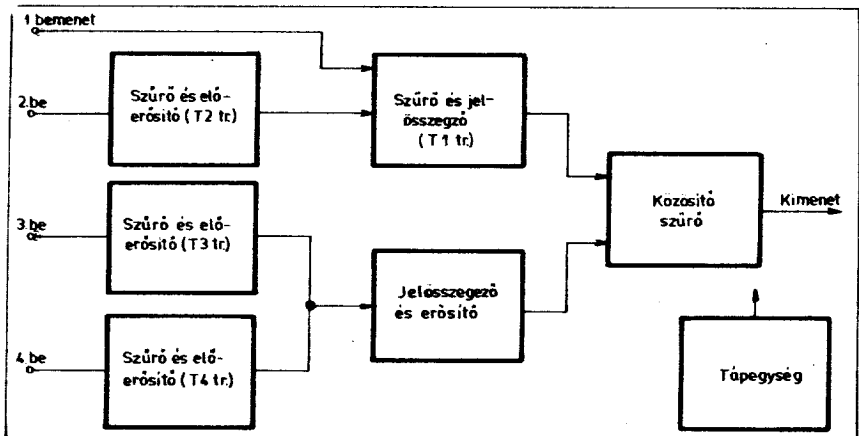 1. bemenet
2. be
Szűrő és elő-
erősítő (T2 tr.)
Szűrő és jel-
összegző
(T1 tr.)
3. be
Szűrő és elő-
erősítő (T3 tr.)
Közösítő
szűrő
Kimenet
Jelösszegező
és erősítő
4. be
Szűrő és elő-
erősítő (T4 tr.)
Tápegység